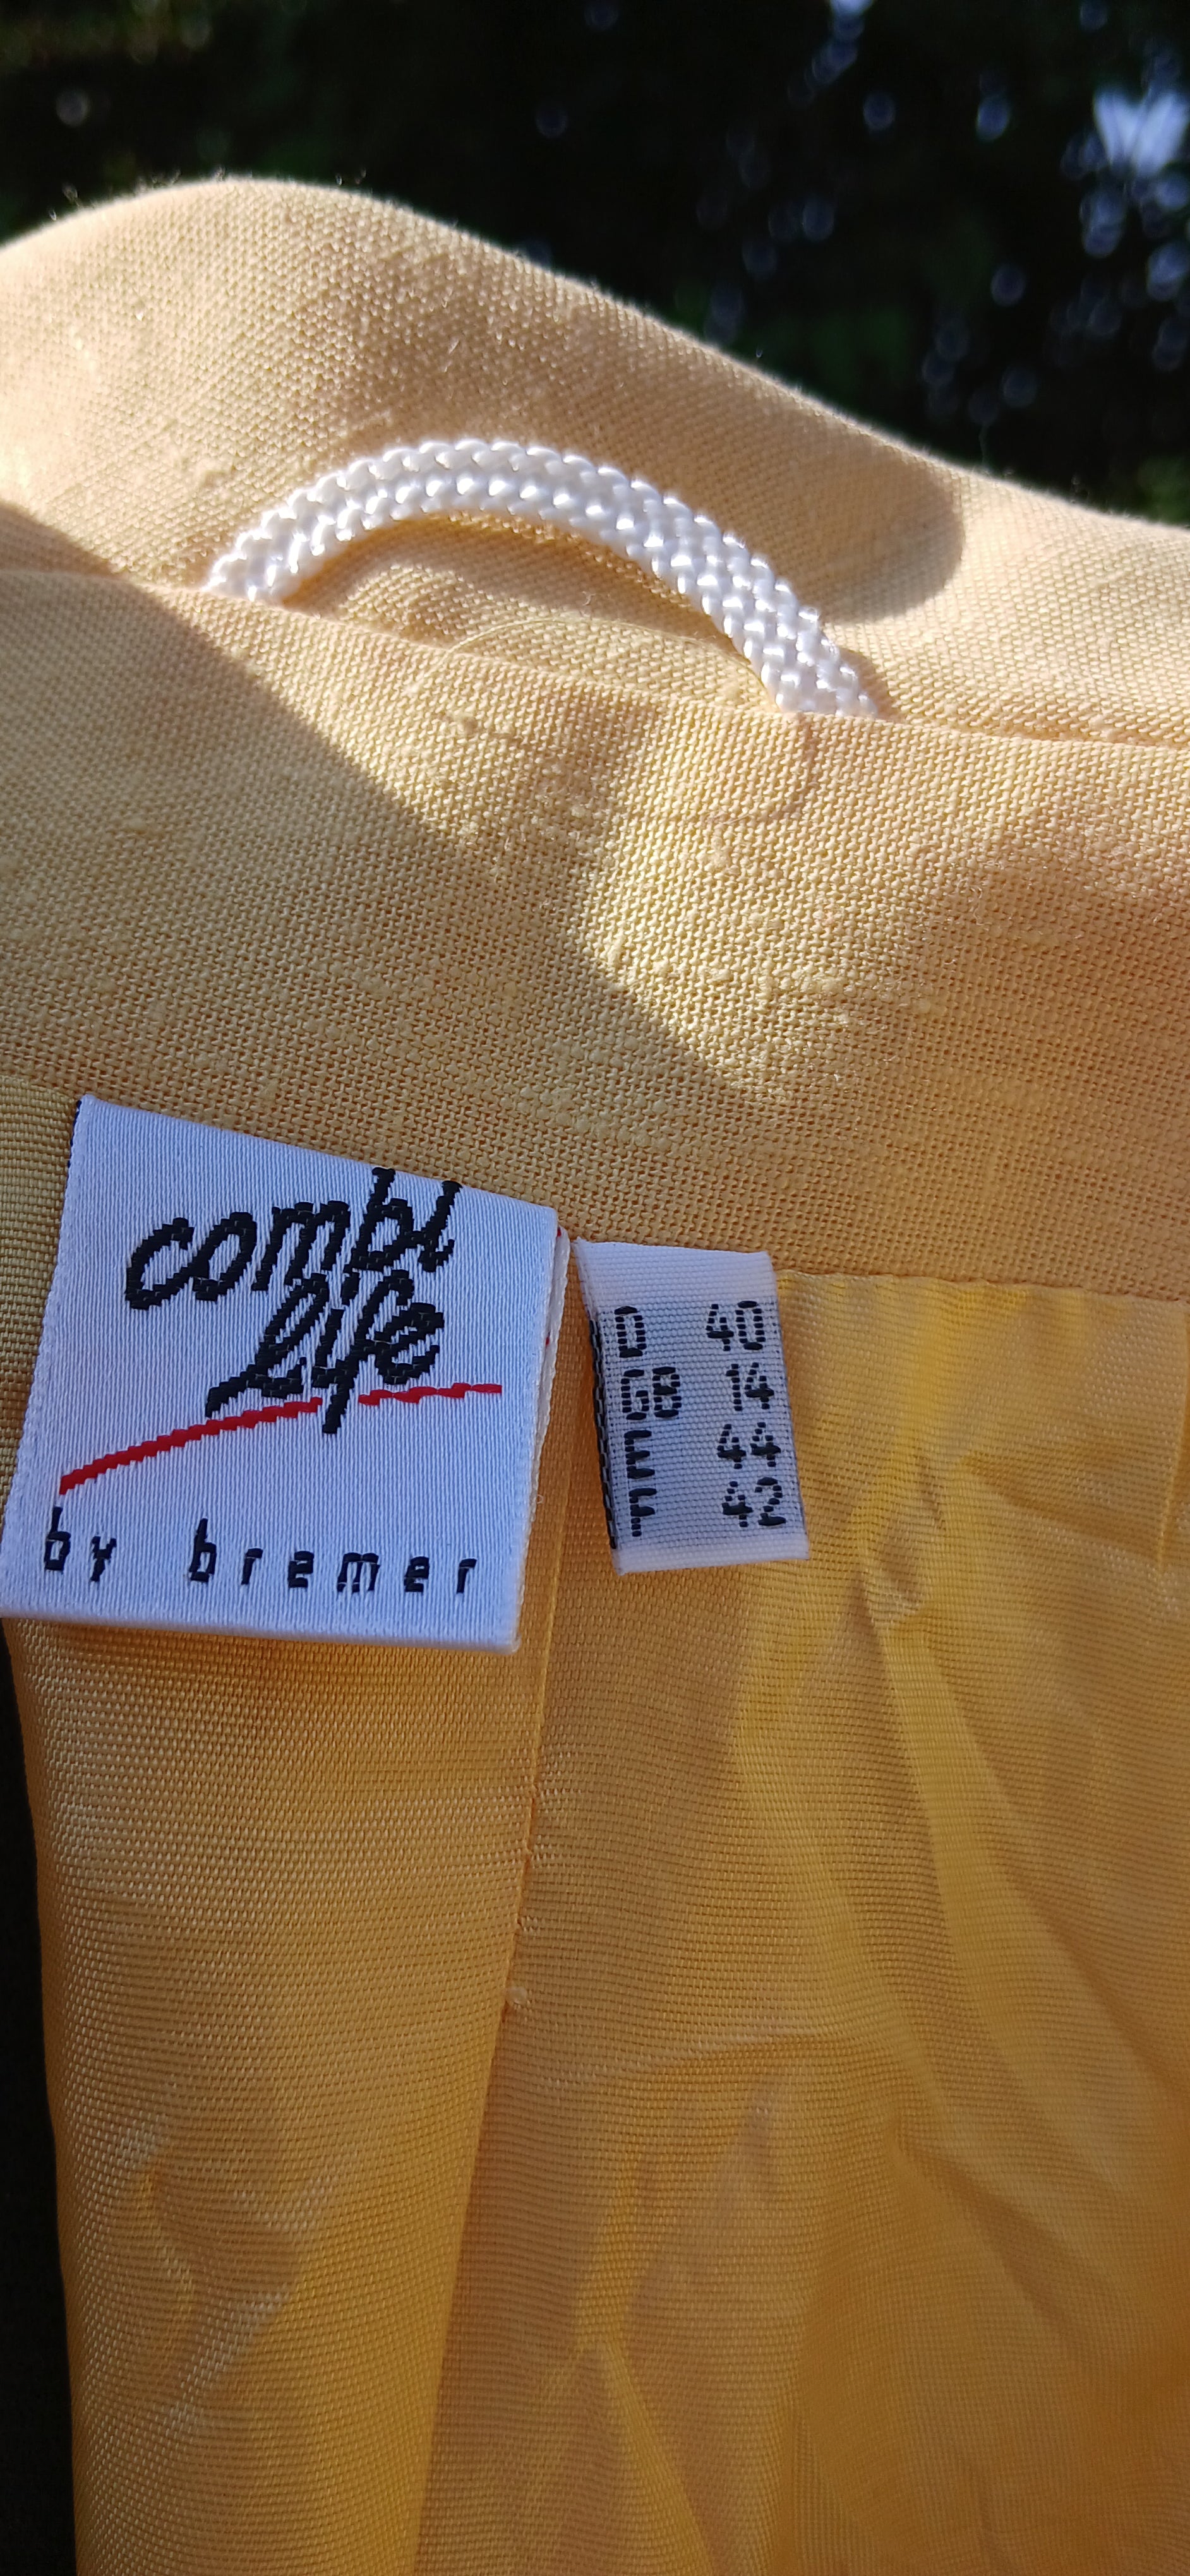 combi
life
by bremer
D 40
GB 14
E 44
F 42